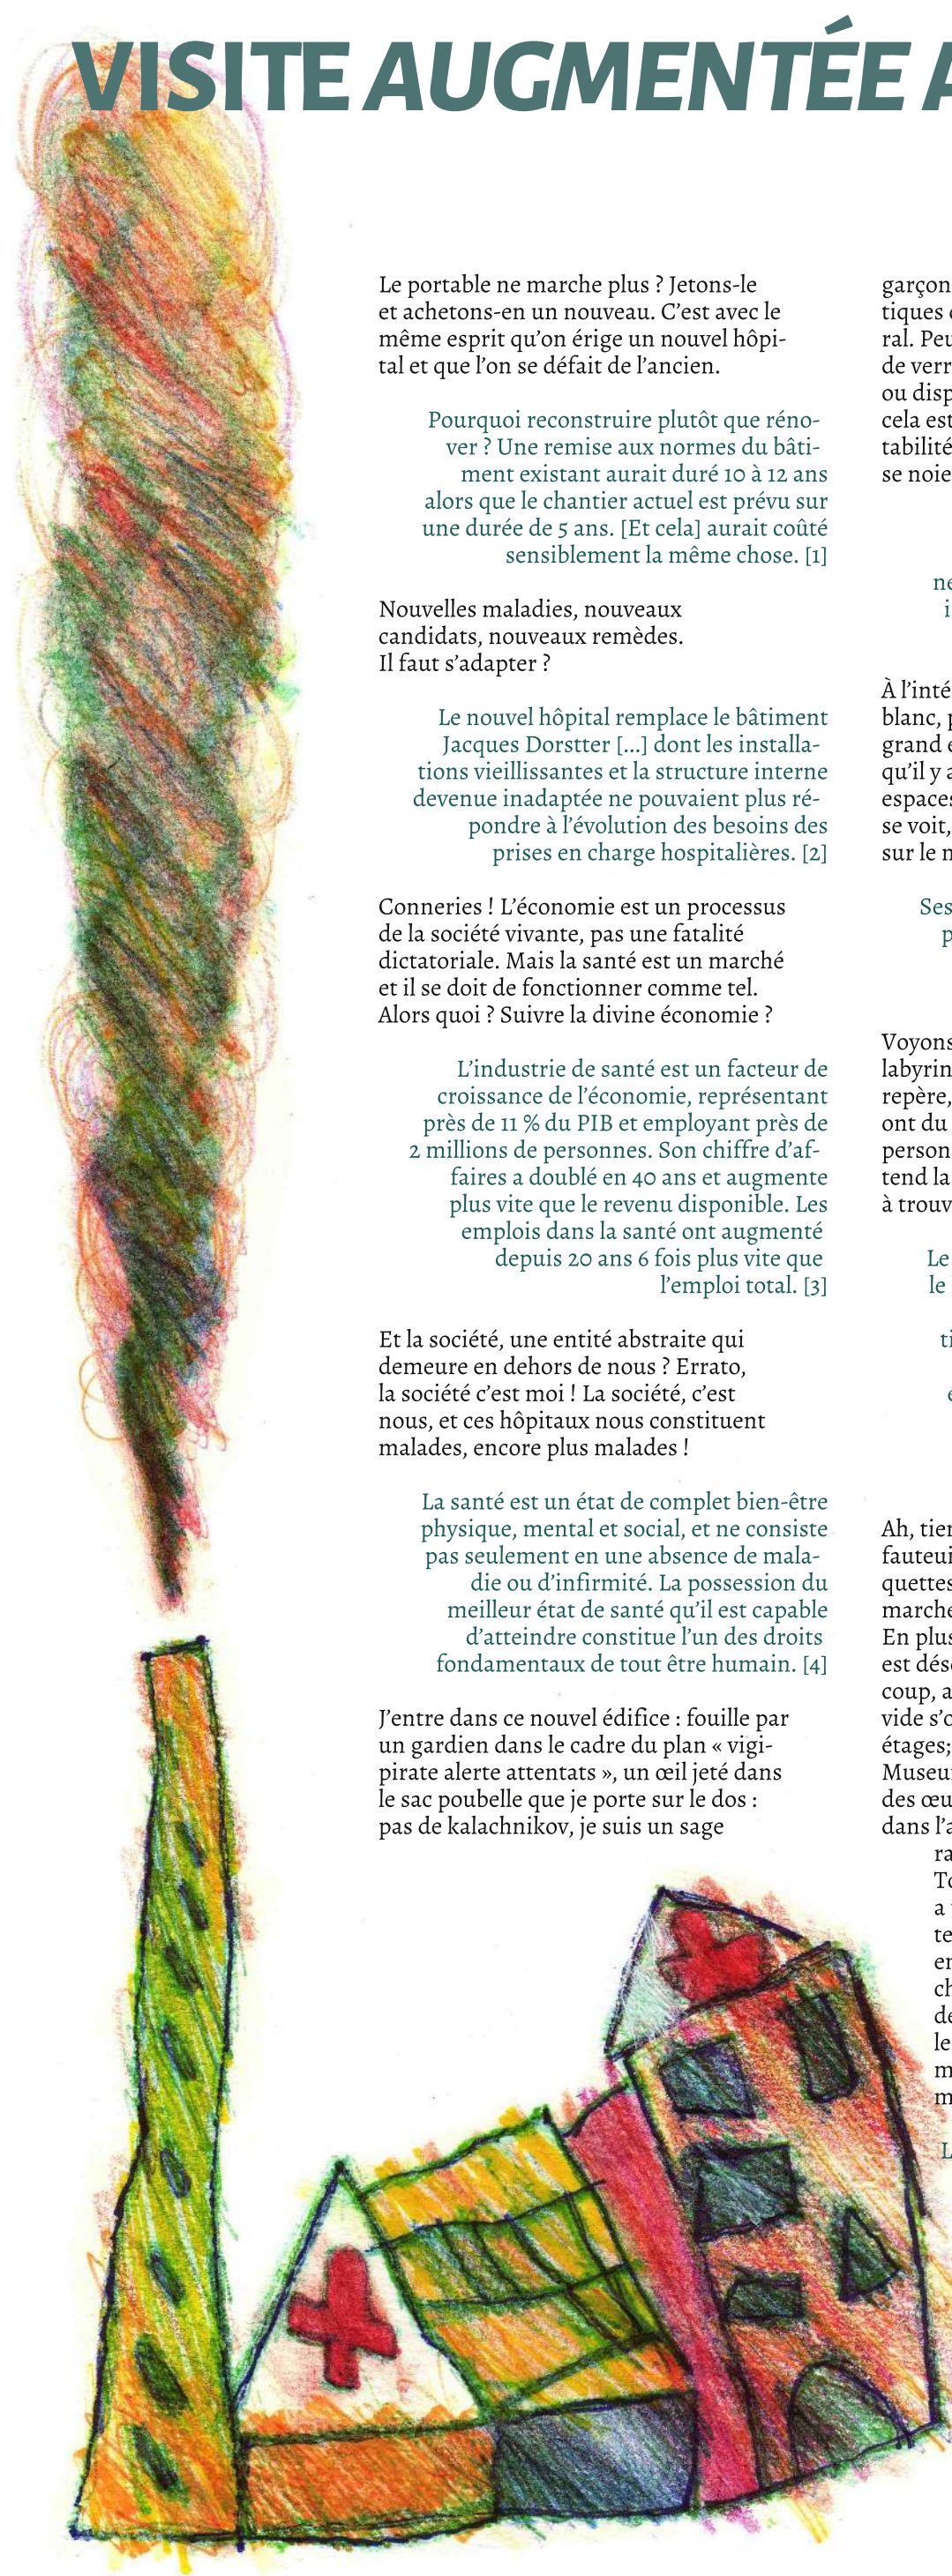 VISITE AUGMENTÉE A
Le portable ne marche plus ? Jetons-le
et achetons-en un nouveau. C’est avec le
même esprit qu’on érige un nouvel hôpi-
tal et que l’on se défait de l’ancien.
Pourquoi reconstruire plutôt que réno-
ver ? Une remise aux normes du bâti-
ment existant aurait duré 10 à 12 ans
alors que le chantier actuel est prévu sur
une durée de 5 ans. [Et cela] aurait coûté
sensiblement la même chose. [1]
Nouvelles maladies, nouveaux
candidats, nouveaux remèdes.
Il faut s’adapter ?
Le nouvel hôpital remplace le bâtiment
Jacques Dorstter [...] dont les installa-
tions vieillissantes et la structure interne
devenue inadaptée ne pouvaient plus ré-
pondre à l’évolution des besoins des
prises en charge hospitalières. [2]
Conneries ! L’économie est un processus
de la société vivante, pas une fatalité
dictatoriale. Mais la santé est un marché
et il se doit de fonctionner comme tel.
Alors quoi ? Suivre la divine économie ?
L’industrie de santé est un facteur de
croissance de l’économie, représentant
près de 11 % du PIB et employant près de
2 millions de personnes. Son chiffre d’af-
faires a doublé en 40 ans et augmente
plus vite que le revenu disponible. Les
emplois dans la santé ont augmenté
depuis 20 ans 6 fois plus vite que
l’emploi total. [3]
Et la société, une entité abstraite qui
demeure en dehors de nous ? Errato,
la société c’est moi ! La société, c’est
nous, et ces hôpitaux nous constituent
malades, encore plus malades !
La santé est un état de complet bien-être
physique, mental et social, et ne consiste
pas seulement en une absence de mala-
die ou d’infirmité. La possession du
meilleur état de santé qu’il est capable
d’atteindre constitue l’un des droits
fondamentaux de tout être humain. [4]
J’entre dans ce nouvel édifice : fouille par
un gardien dans le cadre du plan « vigi-
pirate alerte attentats », un œil jeté dans
le sac poubelle que je porte sur le dos :
pas de kalachnikov, je suis un sage
garçon
tiques
ral. Peu
de verr
ou disp
cela est
tabilité
se noie
ne
i
À l’inté
blanc, p
grand e
qu’il y a
espaces
se voit,
sur le n
Ses
p
Voyons
labyrin
repère,
ont du
person
tend la
à trouv
Le
le
ti
e
Ah, tien
fauteui
quettes
marche
En plus
est dés
coup, a
vide s’o
étages;
Museu
des œu
dans l’a
ra
To
a
te
en
ch
de
le
m
m
L